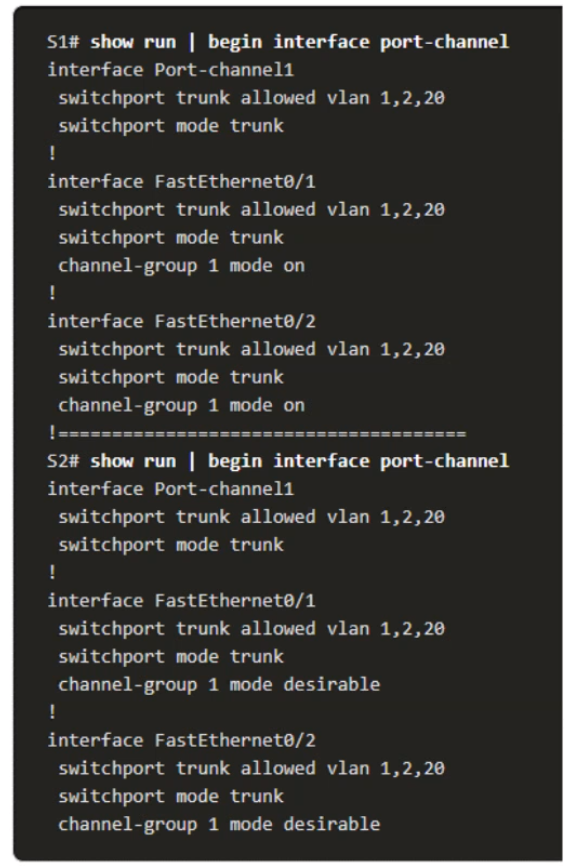 S1# show run | begin interface port-channel
interface Port-channel1
 switchport trunk allowed vlan 1,2,20
 switchport mode trunk
!
interface FastEthernet0/1
 switchport trunk allowed vlan 1,2,20
 switchport mode trunk
 channel-group 1 mode on
!
interface FastEthernet0/2
 switchport trunk allowed vlan 1,2,20
 switchport mode trunk
 channel-group 1 mode on
!======================================
S2# show run | begin interface port-channel
interface Port-channel1
 switchport trunk allowed vlan 1,2,20
 switchport mode trunk
!
interface FastEthernet0/1
 switchport trunk allowed vlan 1,2,20
 switchport mode trunk
 channel-group 1 mode desirable
!
interface FastEthernet0/2
 switchport trunk allowed vlan 1,2,20
 switchport mode trunk
 channel-group 1 mode desirable